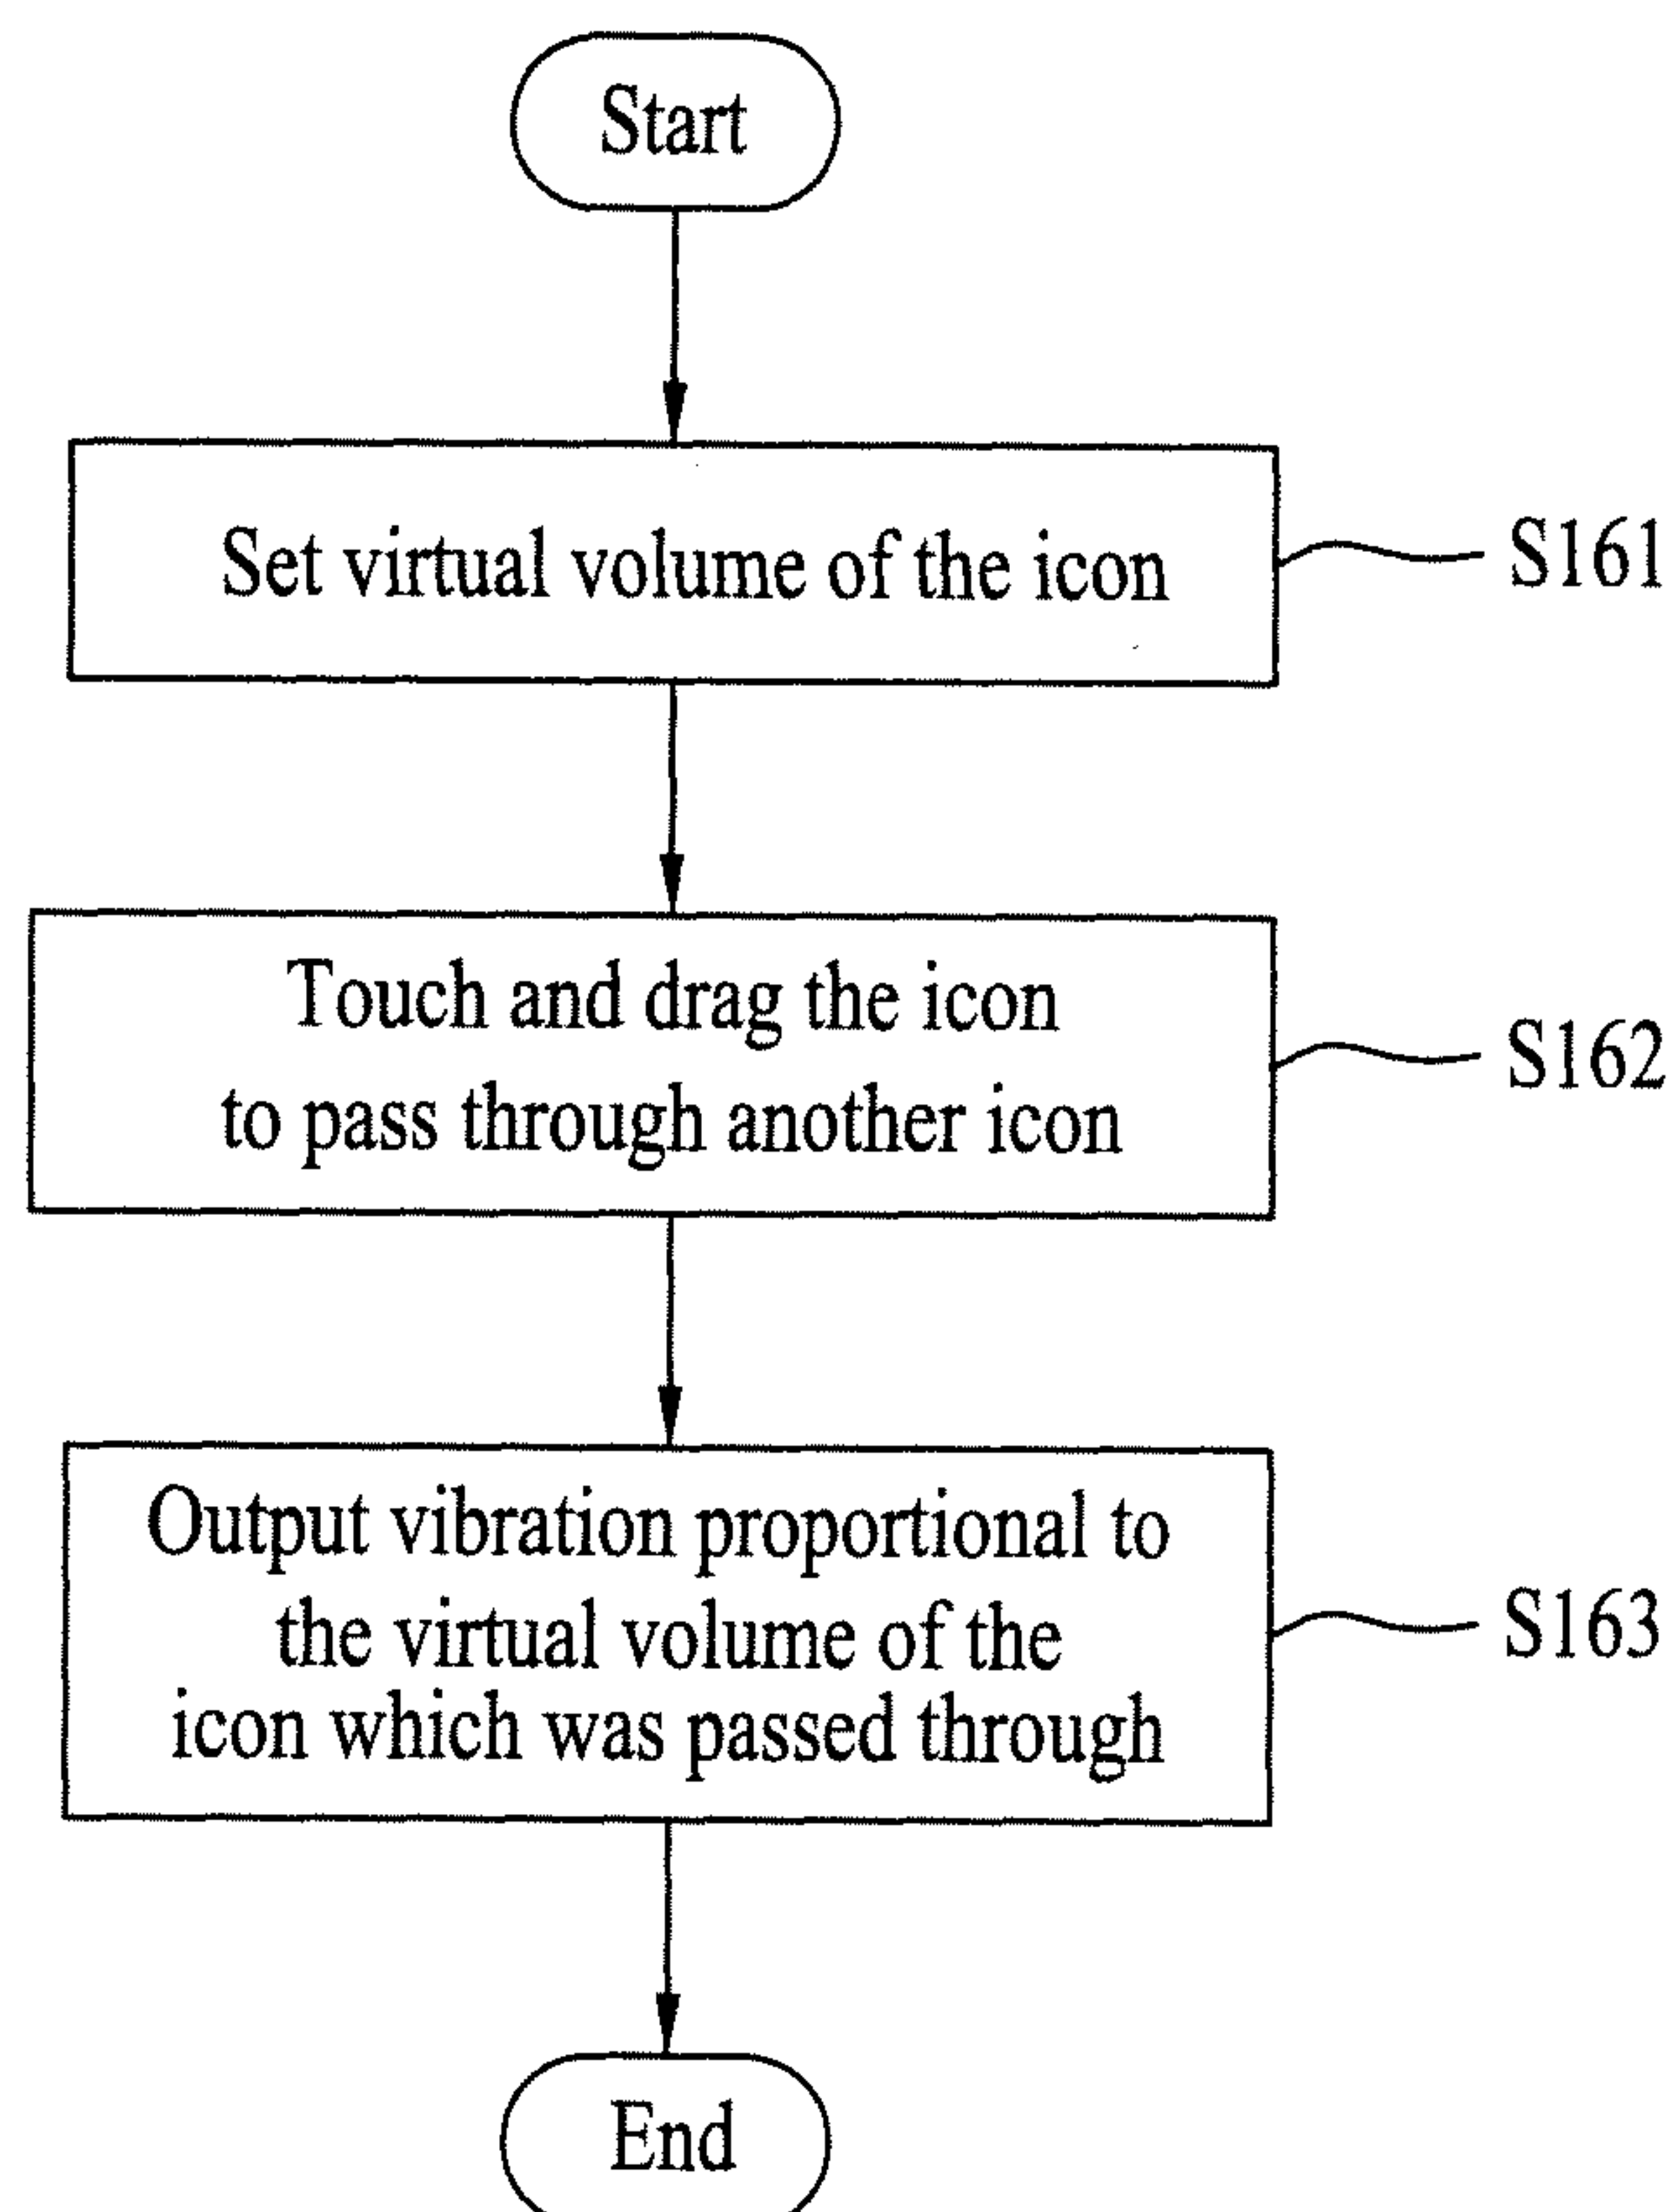 Start
Set virtual volume of the icon
S161
Touch and drag the icon
to pass through another icon
S162
Output vibration proportional to
the virtual volume of the
icon which was passed through
S163
End